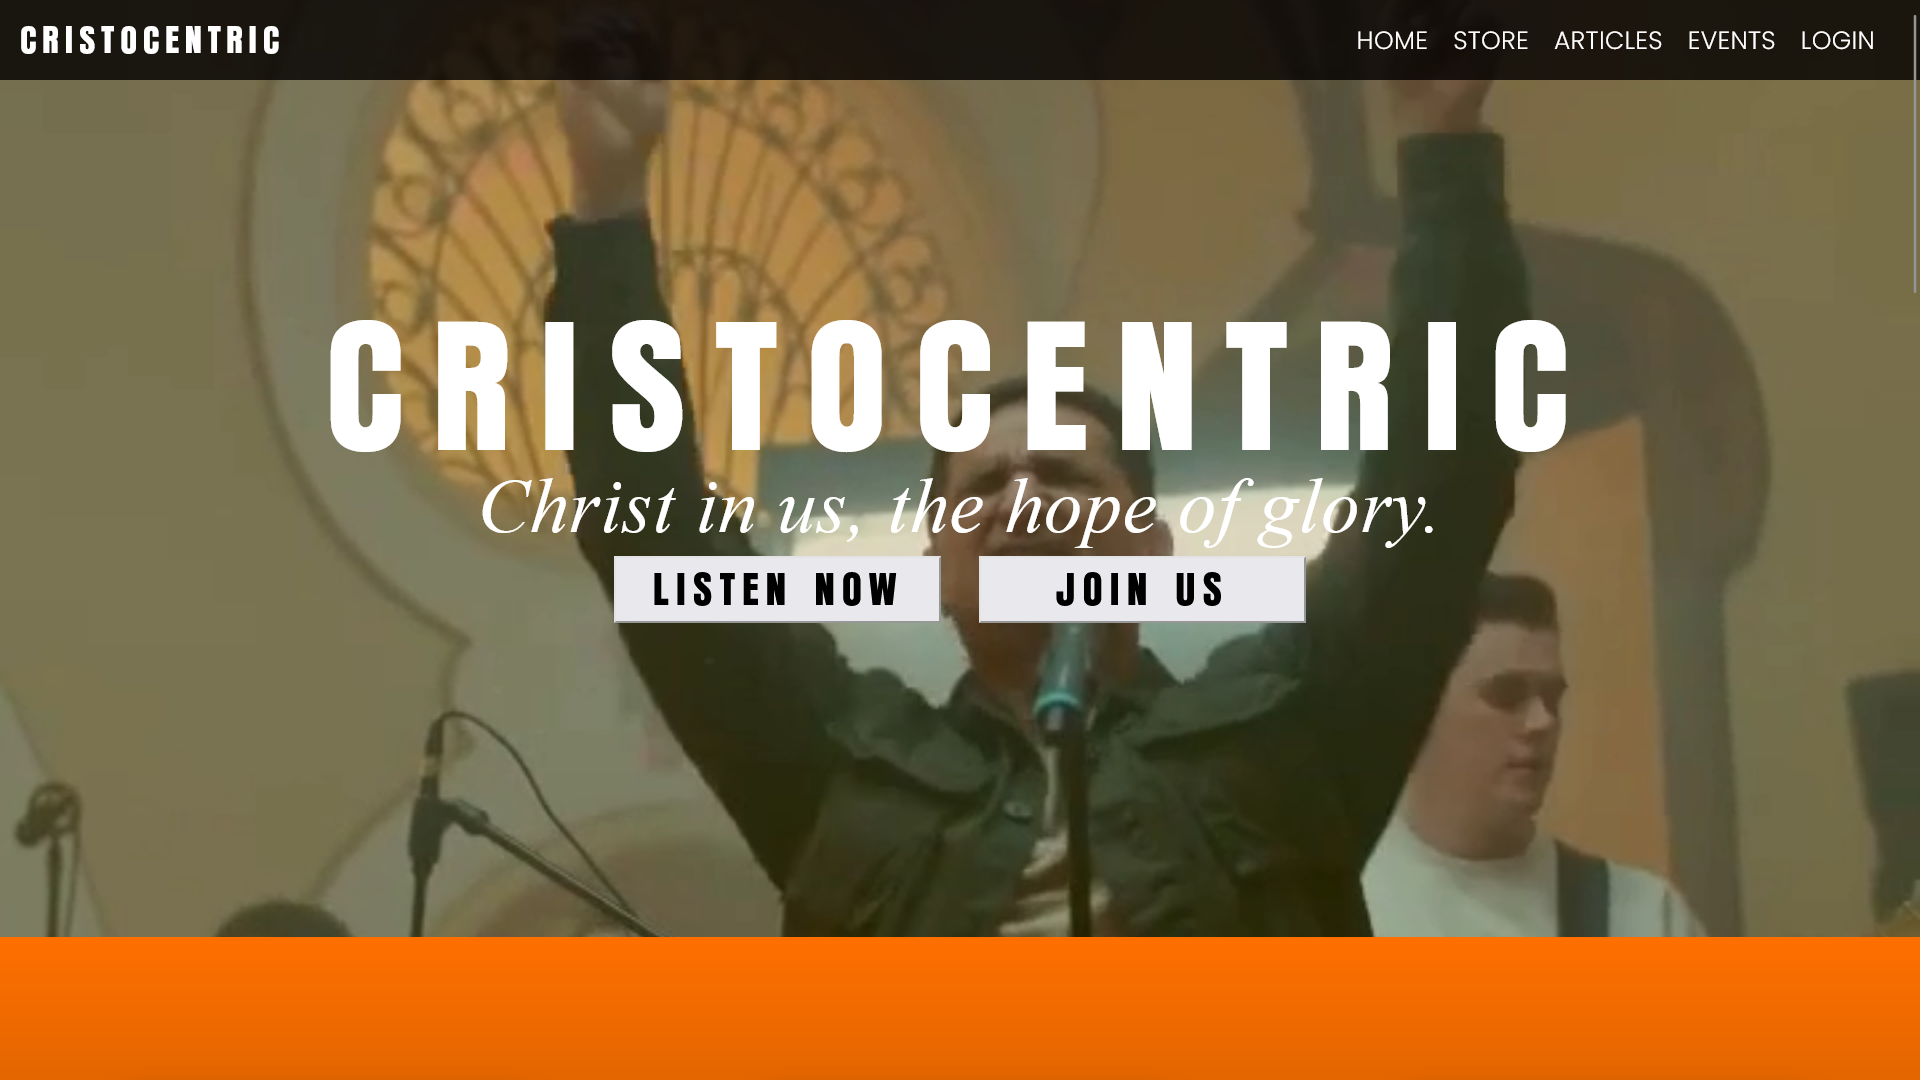 CRISTOCENTRIC
HOME STORE ARTICLES EVENTS LOGIN
CRISTOCENTRIC
Christ in us, the hope of glory.
LISTEN NOW
JOIN US